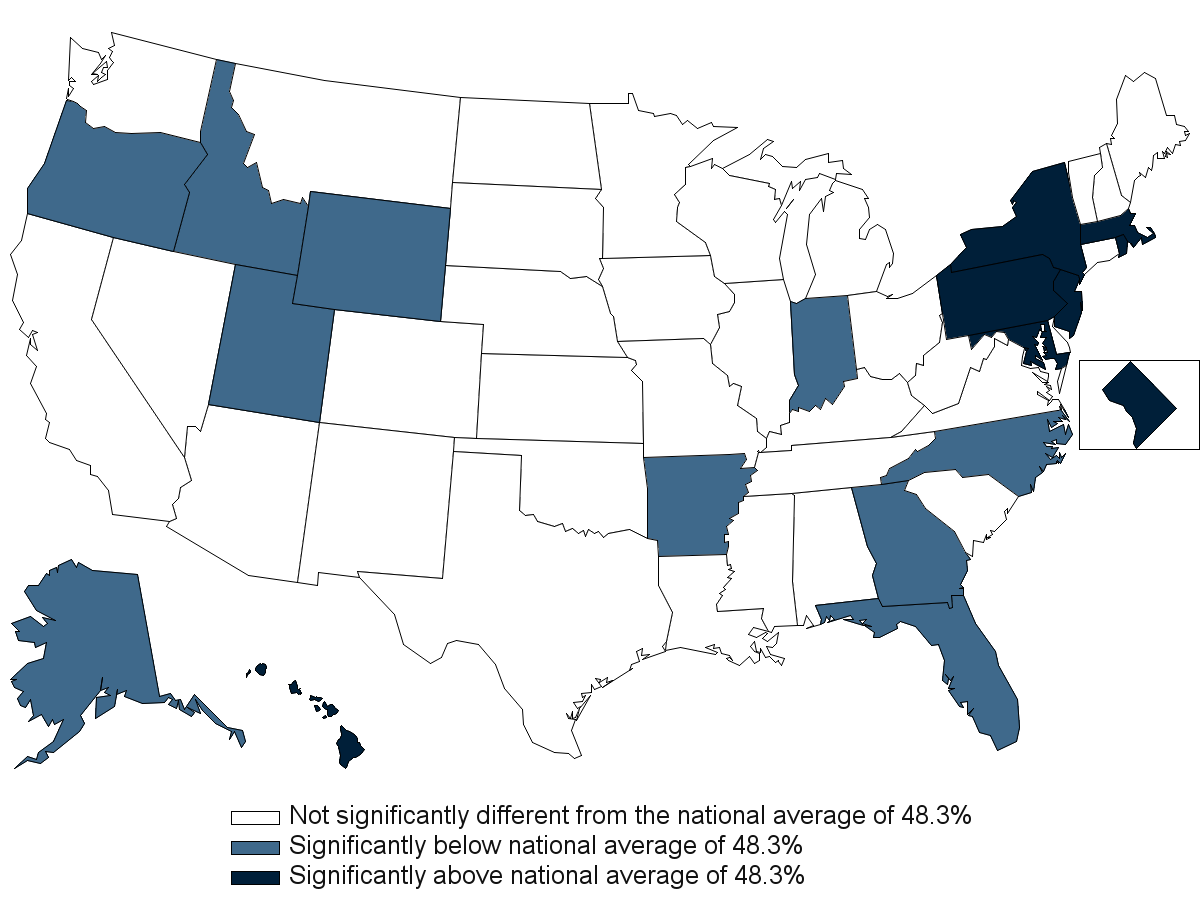 Not significantly different from the national average of 48.3%
Significantly below national average of 48.3%
Significantly above national average of 48.3%